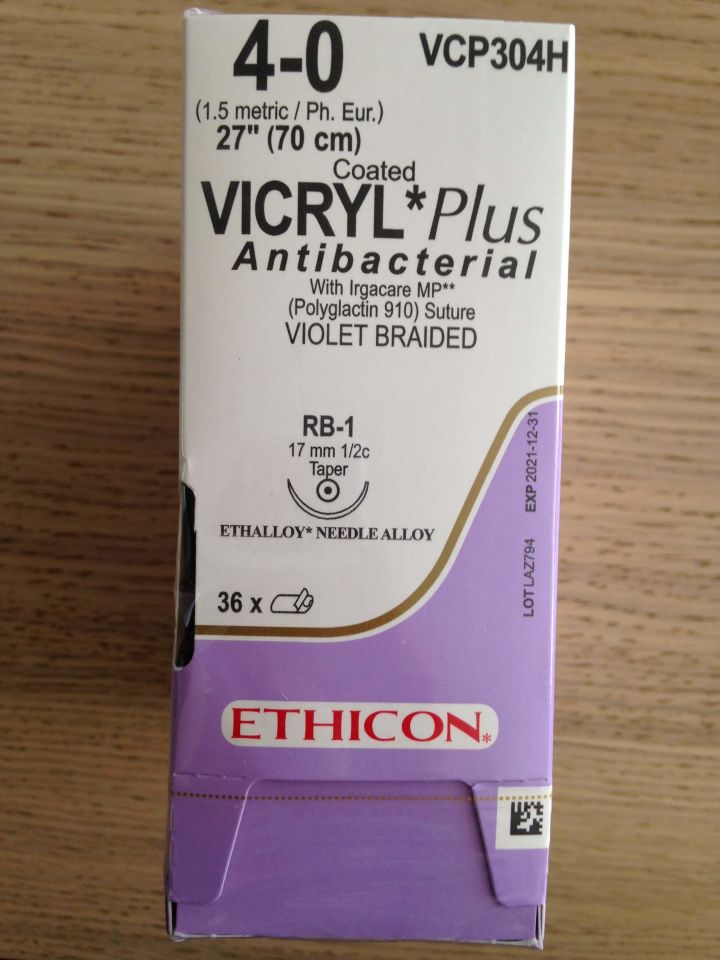 4-0
VCP304H
(1.5 metric / Ph. Eur.)
27" (70 cm)
Coated
VICRYL*Plus
Antibacterial
With Irgacare MP**
(Polyglactin 910) Suture
VIOLET BRAIDED
RB-1
17 mm 1/2c
Taper
ETHALLOY* NEEDLE ALLOY
36 x
LOT LAZ794 EXP 2021-12-31
ETHICON*